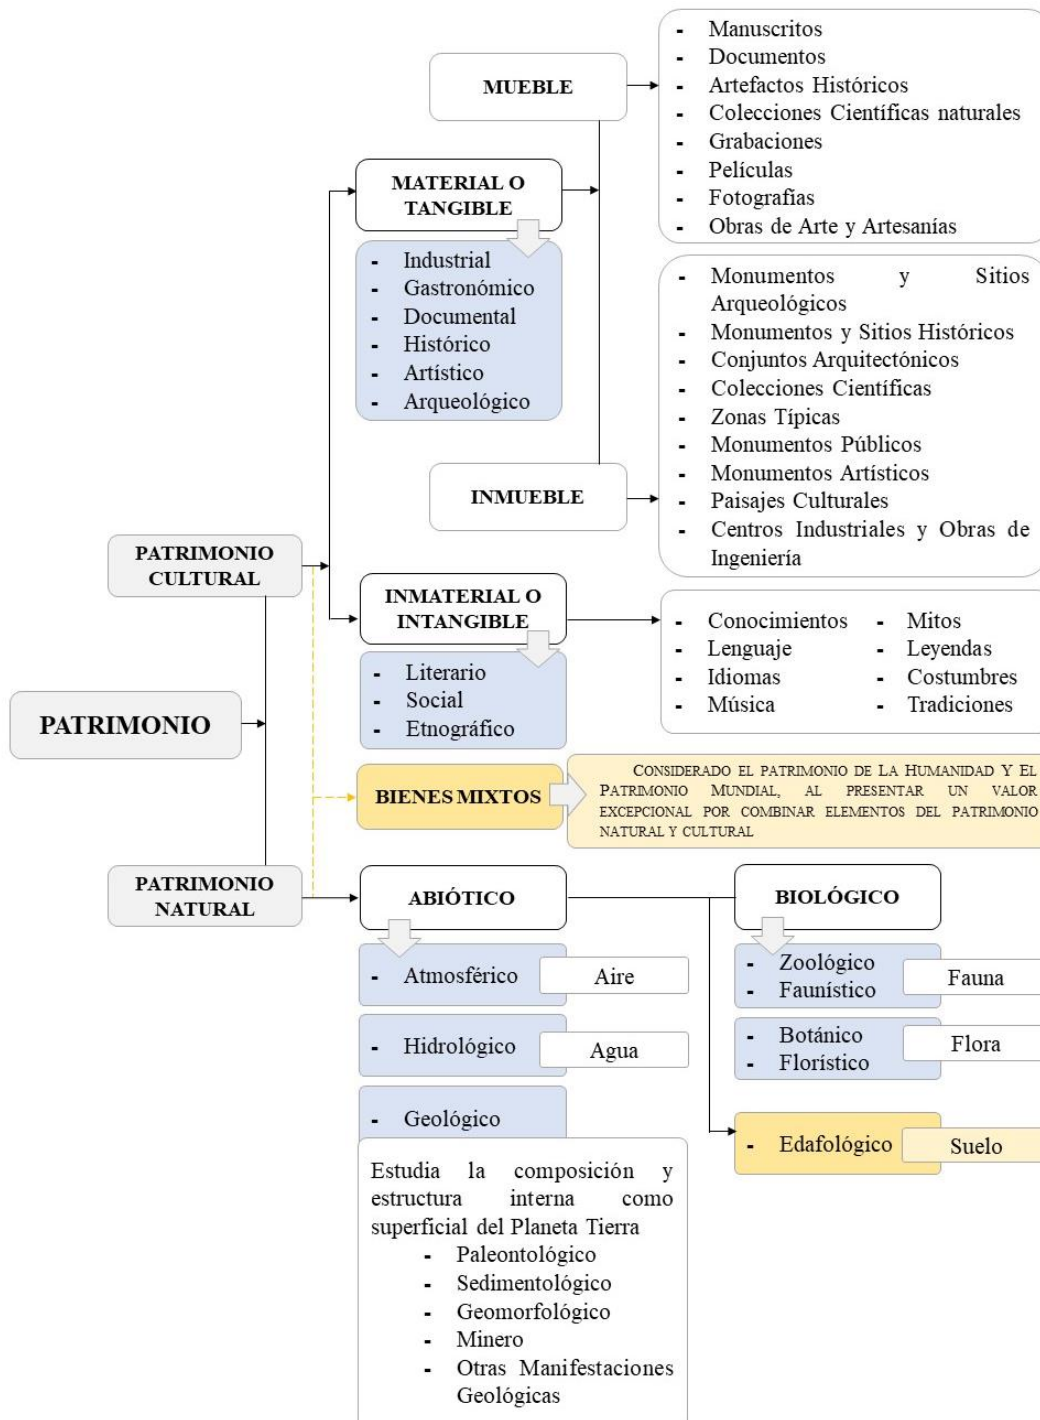 MUEBLE
- Manuscritos
- Documentos
- Artefactos Históricos
- Colecciones Científicas naturales
- Grabaciones
- Películas
- Fotografías
- Obras de Arte y Artesanías
MATERIAL O
TANGIBLE
- Industrial
- Gastronómico
- Documental
- Histórico
- Artístico
- Arqueológico
INMUEBLE
- Monumentos y Sitios
Arqueológicos
- Monumentos y Sitios Históricos
- Conjuntos Arquitectónicos
- Colecciones Científicas
- Zonas Típicas
- Monumentos Públicos
- Monumentos Artísticos
- Paisajes Culturales
- Centros Industriales y Obras de
Ingeniería
PATRIMONIO
CULTURAL
INMATERIAL O
INTANGIBLE
- Literario
- Social
- Etnográfico
- Conocimientos
- Lenguaje
- Idiomas
- Música
- Mitos
- Leyendas
- Costumbres
- Tradiciones
PATRIMONIO
BIENES MIXTOS
CONSIDERADO EL PATRIMONIO DE LA HUMANIDAD Y EL
PATRIMONIO MUNDIAL, AL PRESENTAR UN VALOR
EXCEPCIONAL POR COMBINAR ELEMENTOS DEL PATRIMONIO
NATURAL Y CULTURAL
PATRIMONIO
NATURAL
ABIÓTICO
- Atmosférico
Aire
- Hidrológico
Agua
- Geológico
Estudia la composición y
estructura interna como
superficial del Planeta Tierra
- Paleontológico
- Sedimentológico
- Geomorfológico
- Minero
- Otras Manifestaciones
Geológicas
BIOLÓGICO
- Zoológico
- Faunístico
Fauna
- Botánico
- Florístico
Flora
- Edafológico
Suelo